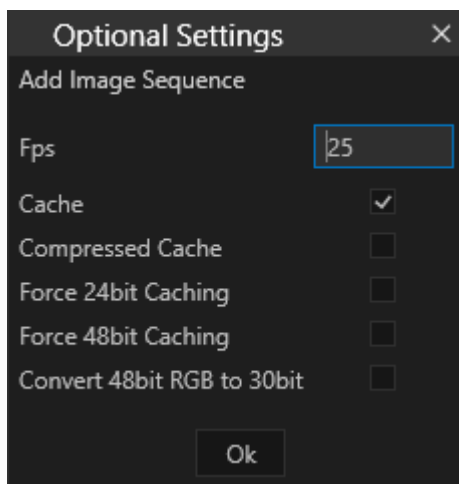 Optional Settings
Add Image Sequence
Fps 25
Cache
Compressed Cache
Force 24bit Caching
Force 48bit Caching
Convert 48bit RGB to 30bit
Ok